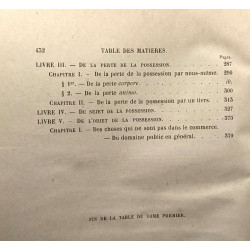 452 TABLE DES MATIÈRES.
Pages.
LIVRE III. — DE LA PERTE DE LA POSSESSION. 287
CHAPITRE I. — De la perte de la possession par nous-même. 290
§ 1er. — De la perte corpore. ib.
§ 2. — De la perte animo. 300
CHAPITRE II. — De la perte de la possession par un tiers. 315
LIVRE IV. — DU SUJET DE LA POSSESSION. 327
LIVRE V. — DE L'OBJET DE LA POSSESSION. 375
CHAPITRE I. — Des choses qui ne sont pas dans le commerce.
— Du domaine public en général. 379
FIN DE LA TABLE DU TOME PREMIER.